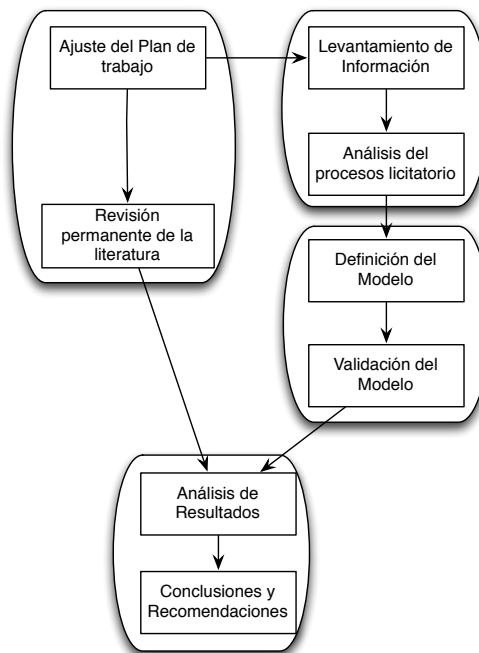 Ajuste del Plan de
trabajo
Levantamiento de
Información
Análisis del
procesos licitatorio
Revisión
permanente de la
literatura
Definición del
Modelo
Validación del
Modelo
Análisis de
Resultados
Conclusiones y
Recomendaciones